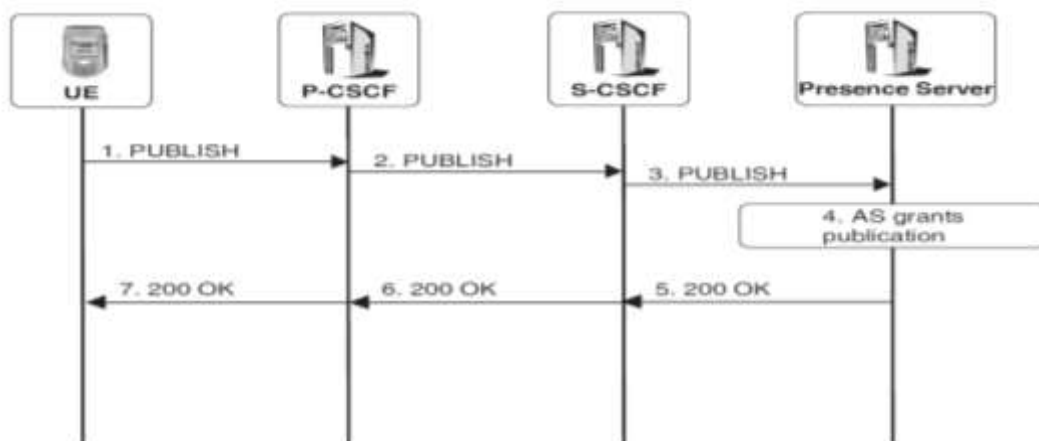 UE
P-CSCF
S-CSCF
Presence Server
1. PUBLISH
2. PUBLISH
3. PUBLISH
4. AS grants
publication
7. 200 OK
6. 200 OK
5. 200 OK